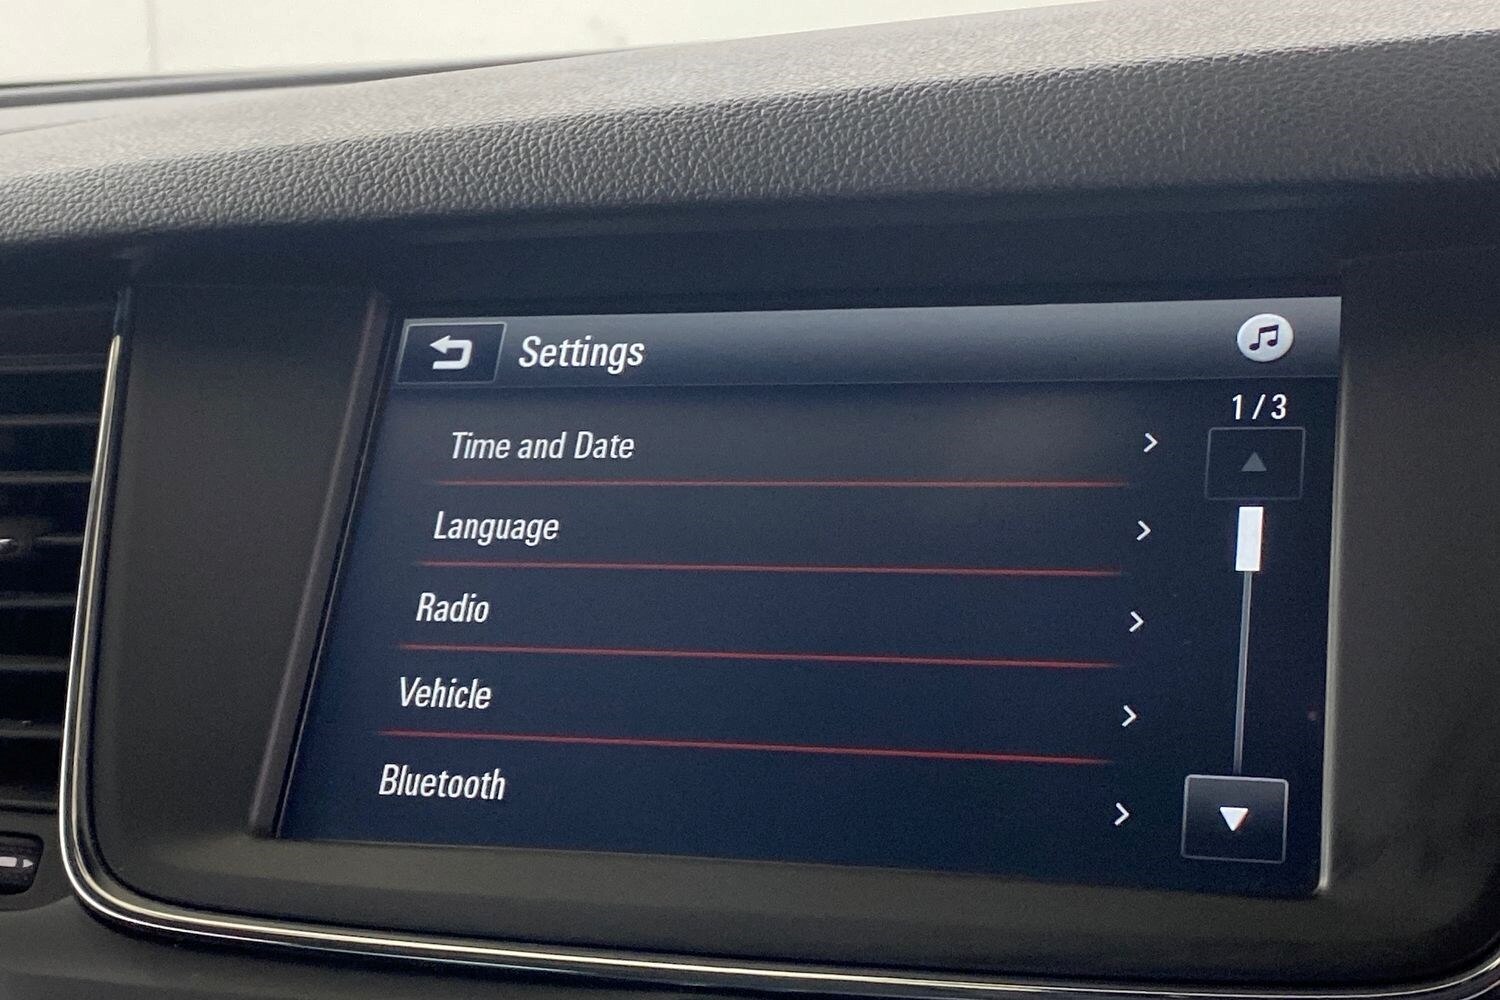 Settings
1/3
Time and Date
Language
Radio
Vehicle
Bluetooth